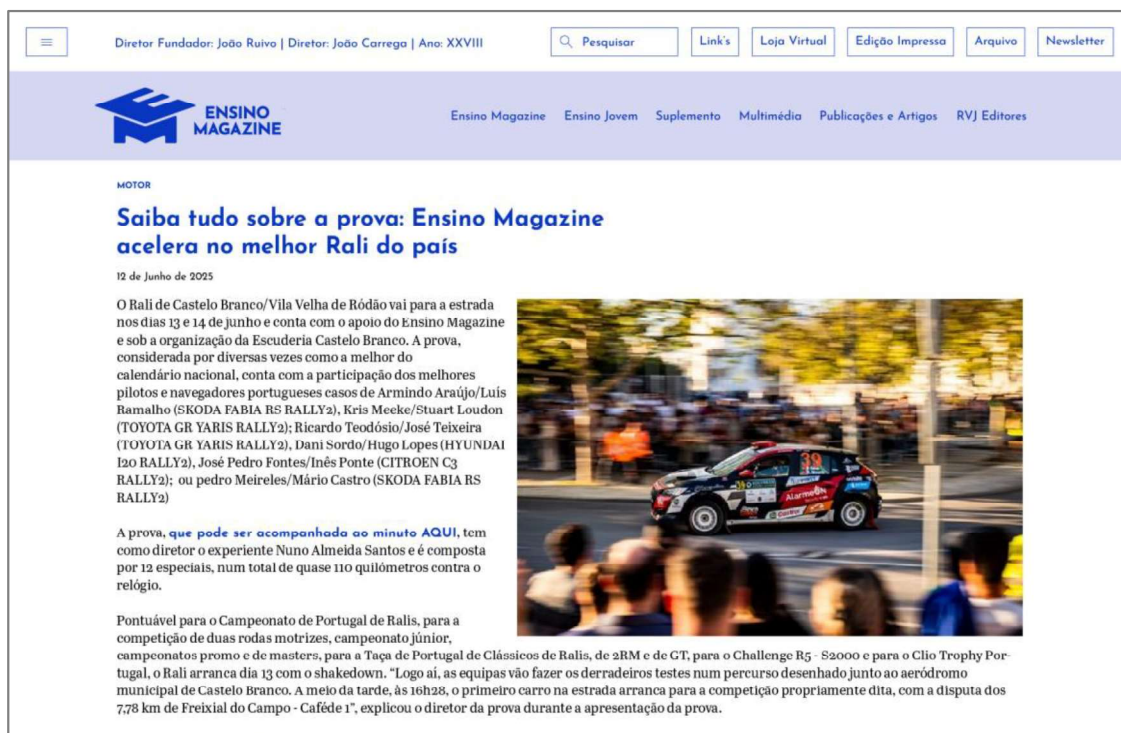 Diretor Fundador: João Ruivo | Diretor: João Carrega | Ano: XXVIII
Pesquisar
Link's
Loja Virtual
Edição Impressa
Arquivo
Newsletter
ENSINO
MAGAZINE
Ensino Magazine
Ensino Jovem
Suplemento
Multimédia
Publicações e Artigos
RVJ Editores
MOTOR
Saiba tudo sobre a prova: Ensino Magazine
acelera no melhor Rali do país
12 de Junho de 2025
O Rali de Castelo Branco/Vila Velha de Ródão vai para a estrada
nos dias 13 e 14 de junho e conta com o apoio do Ensino Magazine
e sob a organização da Escuderia Castelo Branco. A prova,
considerada por diversas vezes como a melhor do
calendário nacional, conta com a participação dos melhores
pilotos e navegadores portugueses casos de Armindo Araújo/Luís
Ramalho (SKODA FABIA RS RALLY2), Kris Meeke/Stuart Loudon
(TOYOTA GR YARIS RALLY2); Ricardo Teodósio/José Teixeira
(TOYOTA GR YARIS RALLY2), Dani Sordo/Hugo Lopes (HYUNDAI
I20 RALLY2), José Pedro Fontes/Inês Ponte (CITROEN C3
RALLY2); ou pedro Meireles/Mário Castro (SKODA FABIA RS
RALLY2)
39
AlarmeON
A prova, que pode ser acompanhada ao minuto AQUI, tem
como diretor o experiente Nuno Almeida Santos e é composta
por 12 especiais, num total de quase 110 quilómetros contra o
relógio.
Pontuável para o Campeonato de Portugal de Ralis, para a
competição de duas rodas motrizes, campeonato júnior,
campeonatos promo e de masters, para a Taça de Portugal de Clássicos de Ralis, de 2RM e de GT, para o Challenge R5 - S2000 e para o Clio Trophy Por-
tugal, o Rali arranca dia 13 com o shakedown. “Logo aí, as equipas vão fazer os derradeiros testes num percurso desenhado junto ao aeródromo
municipal de Castelo Branco. A meio da tarde, às 16h28, o primeiro carro na estrada arranca para a competição propriamente dita, com a disputa dos
7,78 km de Freixial do Campo - Caféde 1”, explicou o diretor da prova durante a apresentação da prova.